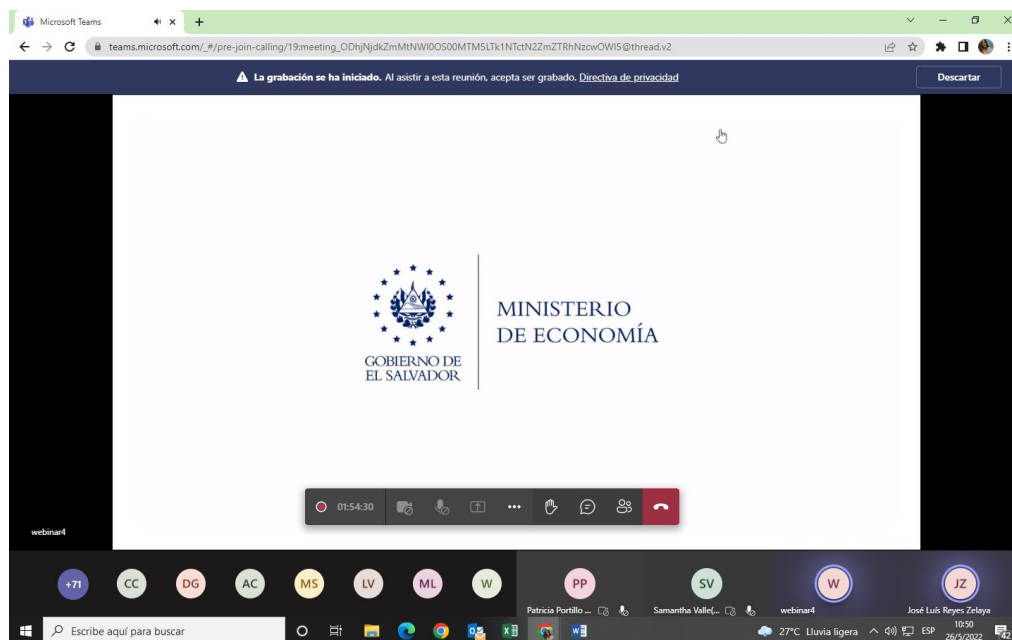 Microsoft Teams
teams.microsoft.com/_#/pre-join-calling/19:meeting_ODhjNjdkZmMtNWI0OS00MTM5LTk1NTctN2ZmZTRhNzcwOWI5@thread.v2
La grabación se ha iniciado. Al asistir a esta reunión, acepta ser grabado. Directiva de privacidad
Descartar
GOBIERNO DE
EL SALVADOR
MINISTERIO
DE ECONOMÍA
01:54:30
webinar4
+71
CC
DG
AC
MS
LV
ML
W
PP
SV
W
JZ
Patricia Portillo ...
Samantha Valle(...
webinar4
José Luís Reyes Zelaya
Escribe aquí para buscar
27°C Lluvia ligera
ESP
10:50
26/5/2022
42